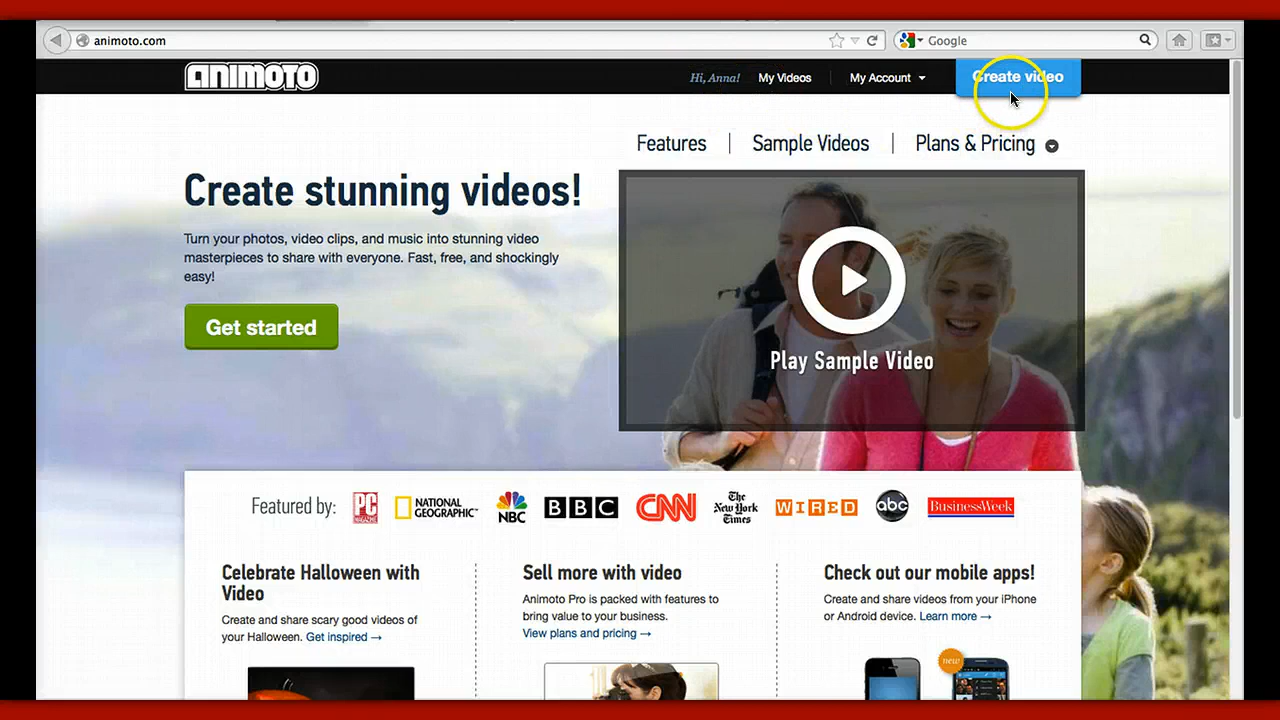 animoto.com
Google
ANIMOTO
Hi, Anna!
My Videos
My Account
Create video
Features
Sample Videos
Plans & Pricing
Create stunning videos!
Turn your photos, video clips, and music into stunning video
masterpieces to share with everyone. Fast, free, and shockingly
easy!
Get started
Play Sample Video
Featured by:
PC
MAGAZINE
NATIONAL
GEOGRAPHIC
NBC
BBC
CNN
The
New York
Times
WIRED
abc
BusinessWeek
Celebrate Halloween with
Video
Create and share scary good videos of
your Halloween. Get inspired →
Sell more with video
Animoto Pro is packed with features to
bring value to your business.
View plans and pricing →
Check out our mobile apps!
Create and share videos from your iPhone
or Android device. Learn more →
new